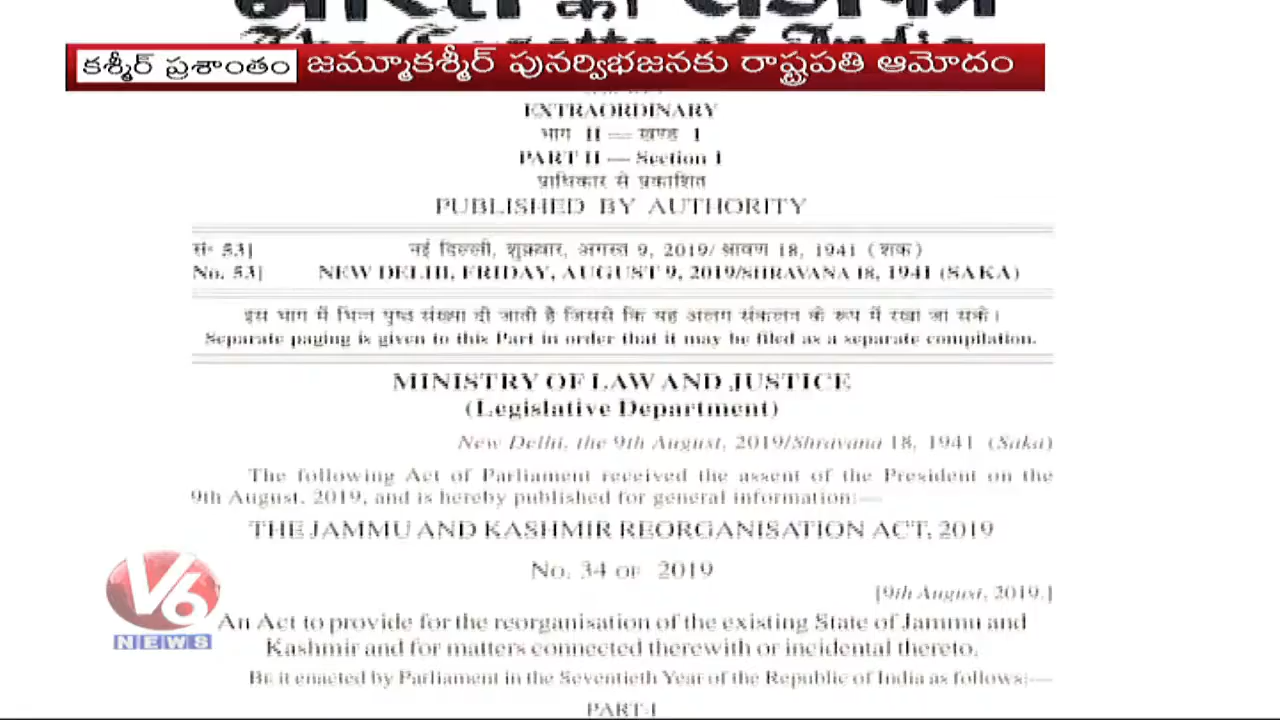 भारत का राजपत्र
The Gazette of India
కశ్మీర్ ప్రశాంతం జమ్మూకశ్మీర్ పునర్విభజనకు రాష్ట్రపతి ఆమోదం
EXTRAORDINARY
भाग II — खण्ड 1
PART II — Section 1
प्राधिकार से प्रकाशित
PUBLISHED BY AUTHORITY
सं॰ 53] नई दिल्ली, शुक्रवार, अगस्त 9, 2019/ श्रावण 18, 1941 (शक)
No. 53] NEW DELHI, FRIDAY, AUGUST 9, 2019/SHRAVANA 18, 1941 (SAKA)
इस भाग में भिन्न पृष्ठ संख्या दी जाती है जिससे कि यह अलग संकलन के रूप में रखा जा सके।
Separate paging is given to this Part in order that it may be filed as a separate compilation.
MINISTRY OF LAW AND JUSTICE
(Legislative Department)
New Delhi, the 9th August, 2019/Shravana 18, 1941 (Saka)
The following Act of Parliament received the assent of the President on the
9th August, 2019, and is hereby published for general information:—
THE JAMMU AND KASHMIR REORGANISATION ACT, 2019
No. 34 OF 2019
[9th August, 2019.]
An Act to provide for the reorganisation of the existing State of Jammu and
Kashmir and for matters connected therewith or incidental thereto.
BE it enacted by Parliament in the Seventieth Year of the Republic of India as follows:—
PART-I
V6
NEWS